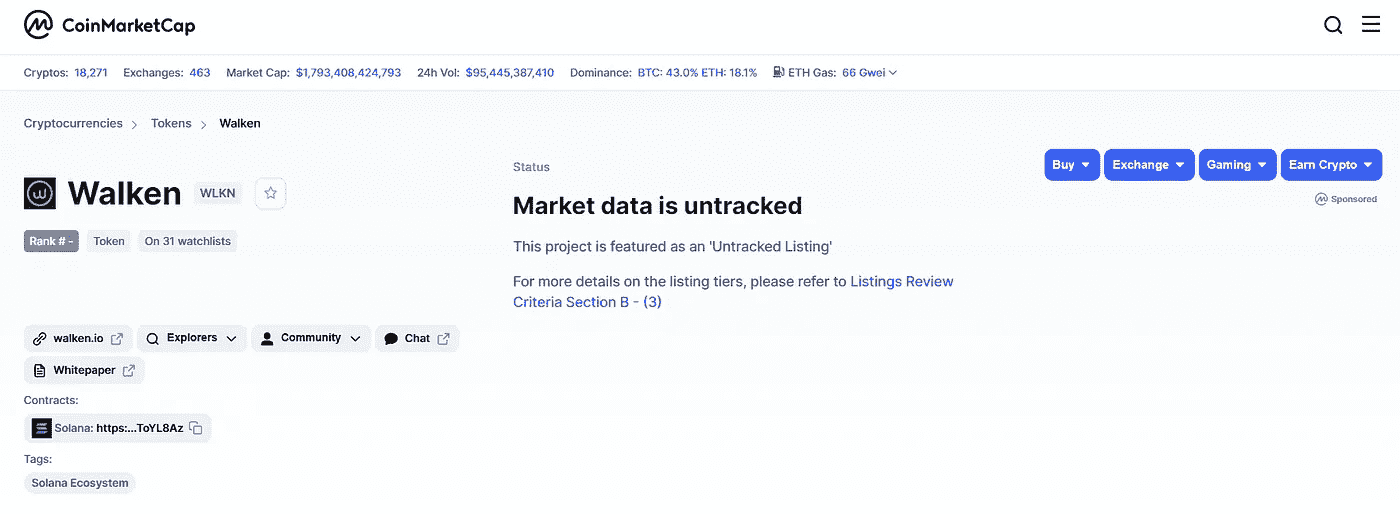 CoinMarketCap
Cryptos: 18,271 Exchanges: 463 Market Cap: $1,793,408,424,793 24h Vol: $95,445,387,410 Dominance: BTC: 43.0% ETH: 18.1% ETH Gas: 66 Gwei
Cryptocurrencies Tokens Walken
Walken WLKN
Rank # - Token On 31 watchlists
Status
Market data is untracked
This project is featured as an 'Untracked Listing'
For more details on the listing tiers, please refer to Listings Review
Criteria Section B - (3)
Buy Exchange Gaming Earn Crypto
Sponsored
walken.io Explorers Community Chat
Whitepaper
Contracts:
Solana: https:...ToYL8Az
Tags:
Solana Ecosystem